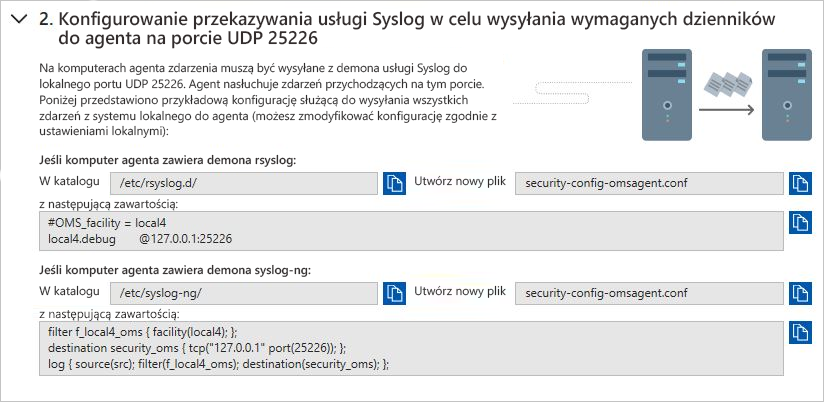 2. Konfigurowanie przekazywania usługi Syslog w celu wysyłania wymaganych dzienników
do agenta na porcie UDP 25226
Na komputerach agenta zdarzenia muszą być wysyłane z demona usługi Syslog do
lokalnego portu UDP 25226. Agent nasłuchuje zdarzeń przychodzących na tym porcie.
Poniżej przedstawiono przykładową konfigurację służącą do wysyłania wszystkich
zdarzeń z systemu lokalnego do agenta (możesz zmodyfikować konfigurację zgodnie z
ustawieniami lokalnymi):
Jeśli komputer agenta zawiera demona rsyslog:
W katalogu /etc/rsyslog.d/ Utwórz nowy plik security-config-omsagent.conf
z następującą zawartością:
#OMS_facility = local4
local4.debug @127.0.0.1:25226
Jeśli komputer agenta zawiera demona syslog-ng:
W katalogu /etc/syslog-ng/ Utwórz nowy plik security-config-omsagent.conf
z następującą zawartością:
filter f_local4_oms { facility(local4); };
destination security_oms { tcp("127.0.0.1" port(25226)); };
log { source(src); filter(f_local4_oms); destination(security_oms); };